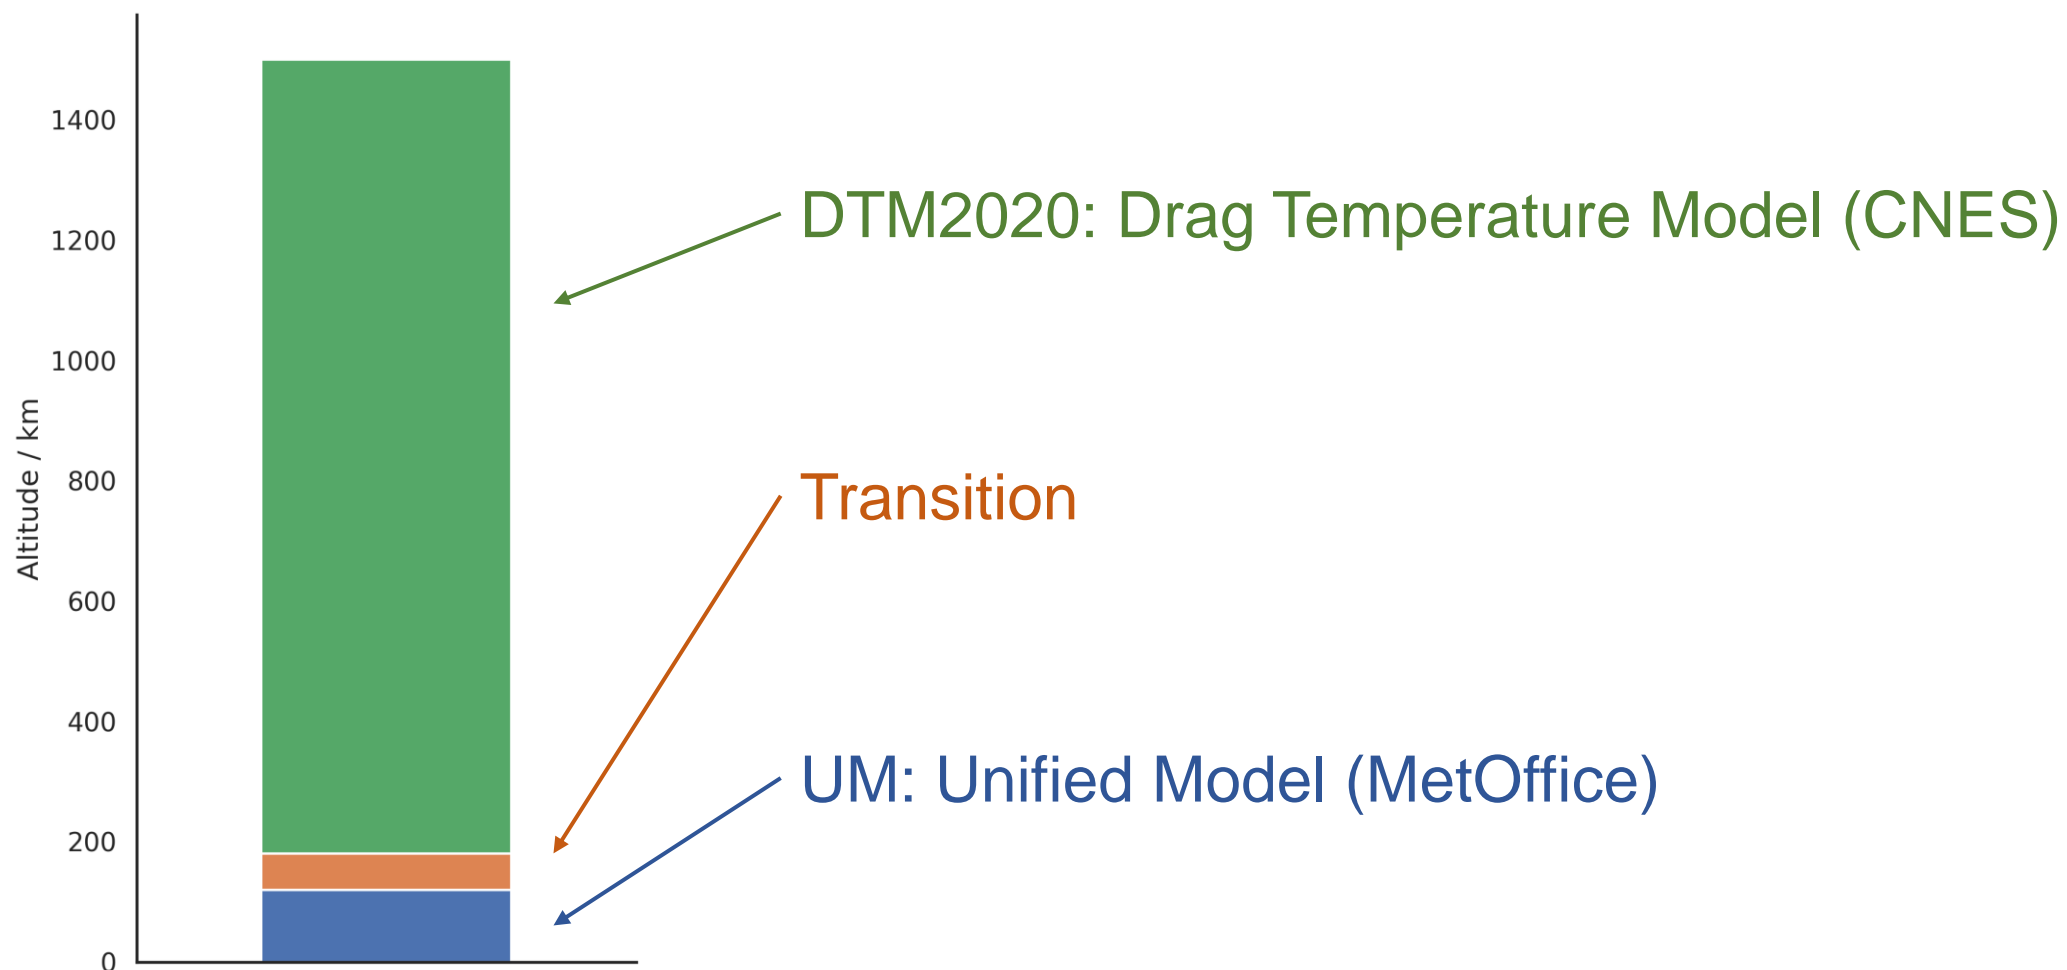 1400
1200
1000
800
600
400
200
0
Altitude / km
DTM2020: Drag Temperature Model (CNES)
Transition
UM: Unified Model (MetOffice)